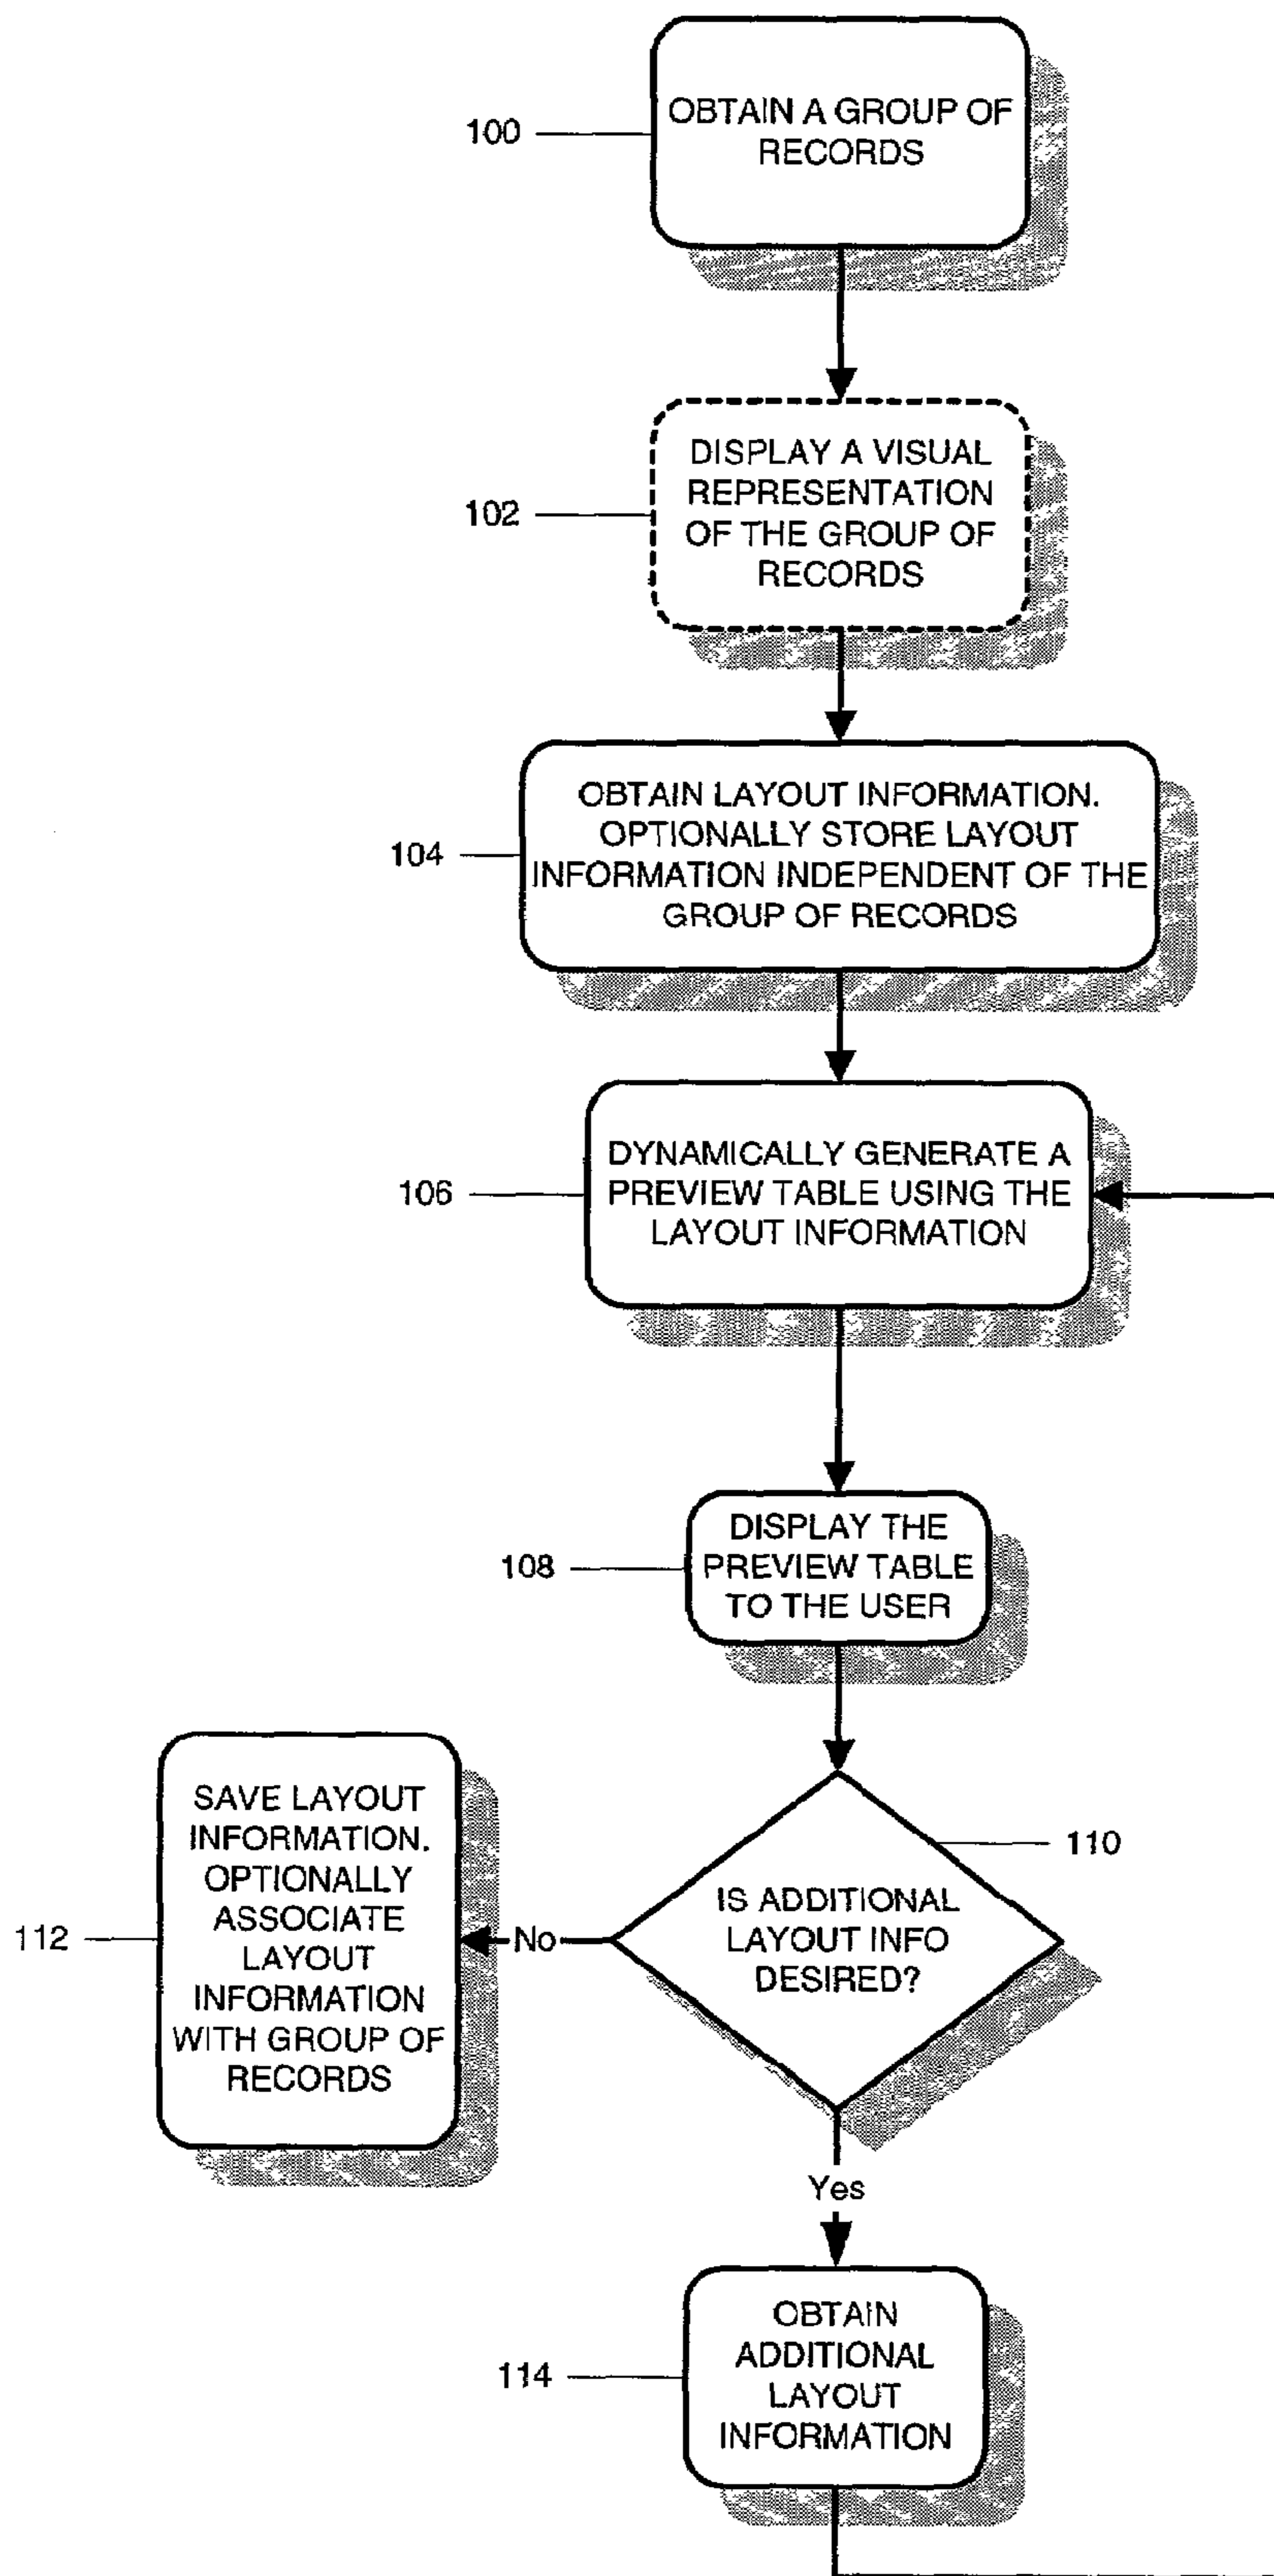 100
OBTAIN A GROUP OF
RECORDS
102
DISPLAY A VISUAL
REPRESENTATION
OF THE GROUP OF
RECORDS
104
OBTAIN LAYOUT INFORMATION.
OPTIONALLY STORE LAYOUT
INFORMATION INDEPENDENT OF THE
GROUP OF RECORDS
106
DYNAMICALLY GENERATE A
PREVIEW TABLE USING THE
LAYOUT INFORMATION
108
DISPLAY THE
PREVIEW TABLE
TO THE USER
110
IS ADDITIONAL
LAYOUT INFO
DESIRED?
No
112
SAVE LAYOUT
INFORMATION.
OPTIONALLY
ASSOCIATE
LAYOUT
INFORMATION
WITH GROUP OF
RECORDS
Yes
114
OBTAIN
ADDITIONAL
LAYOUT
INFORMATION